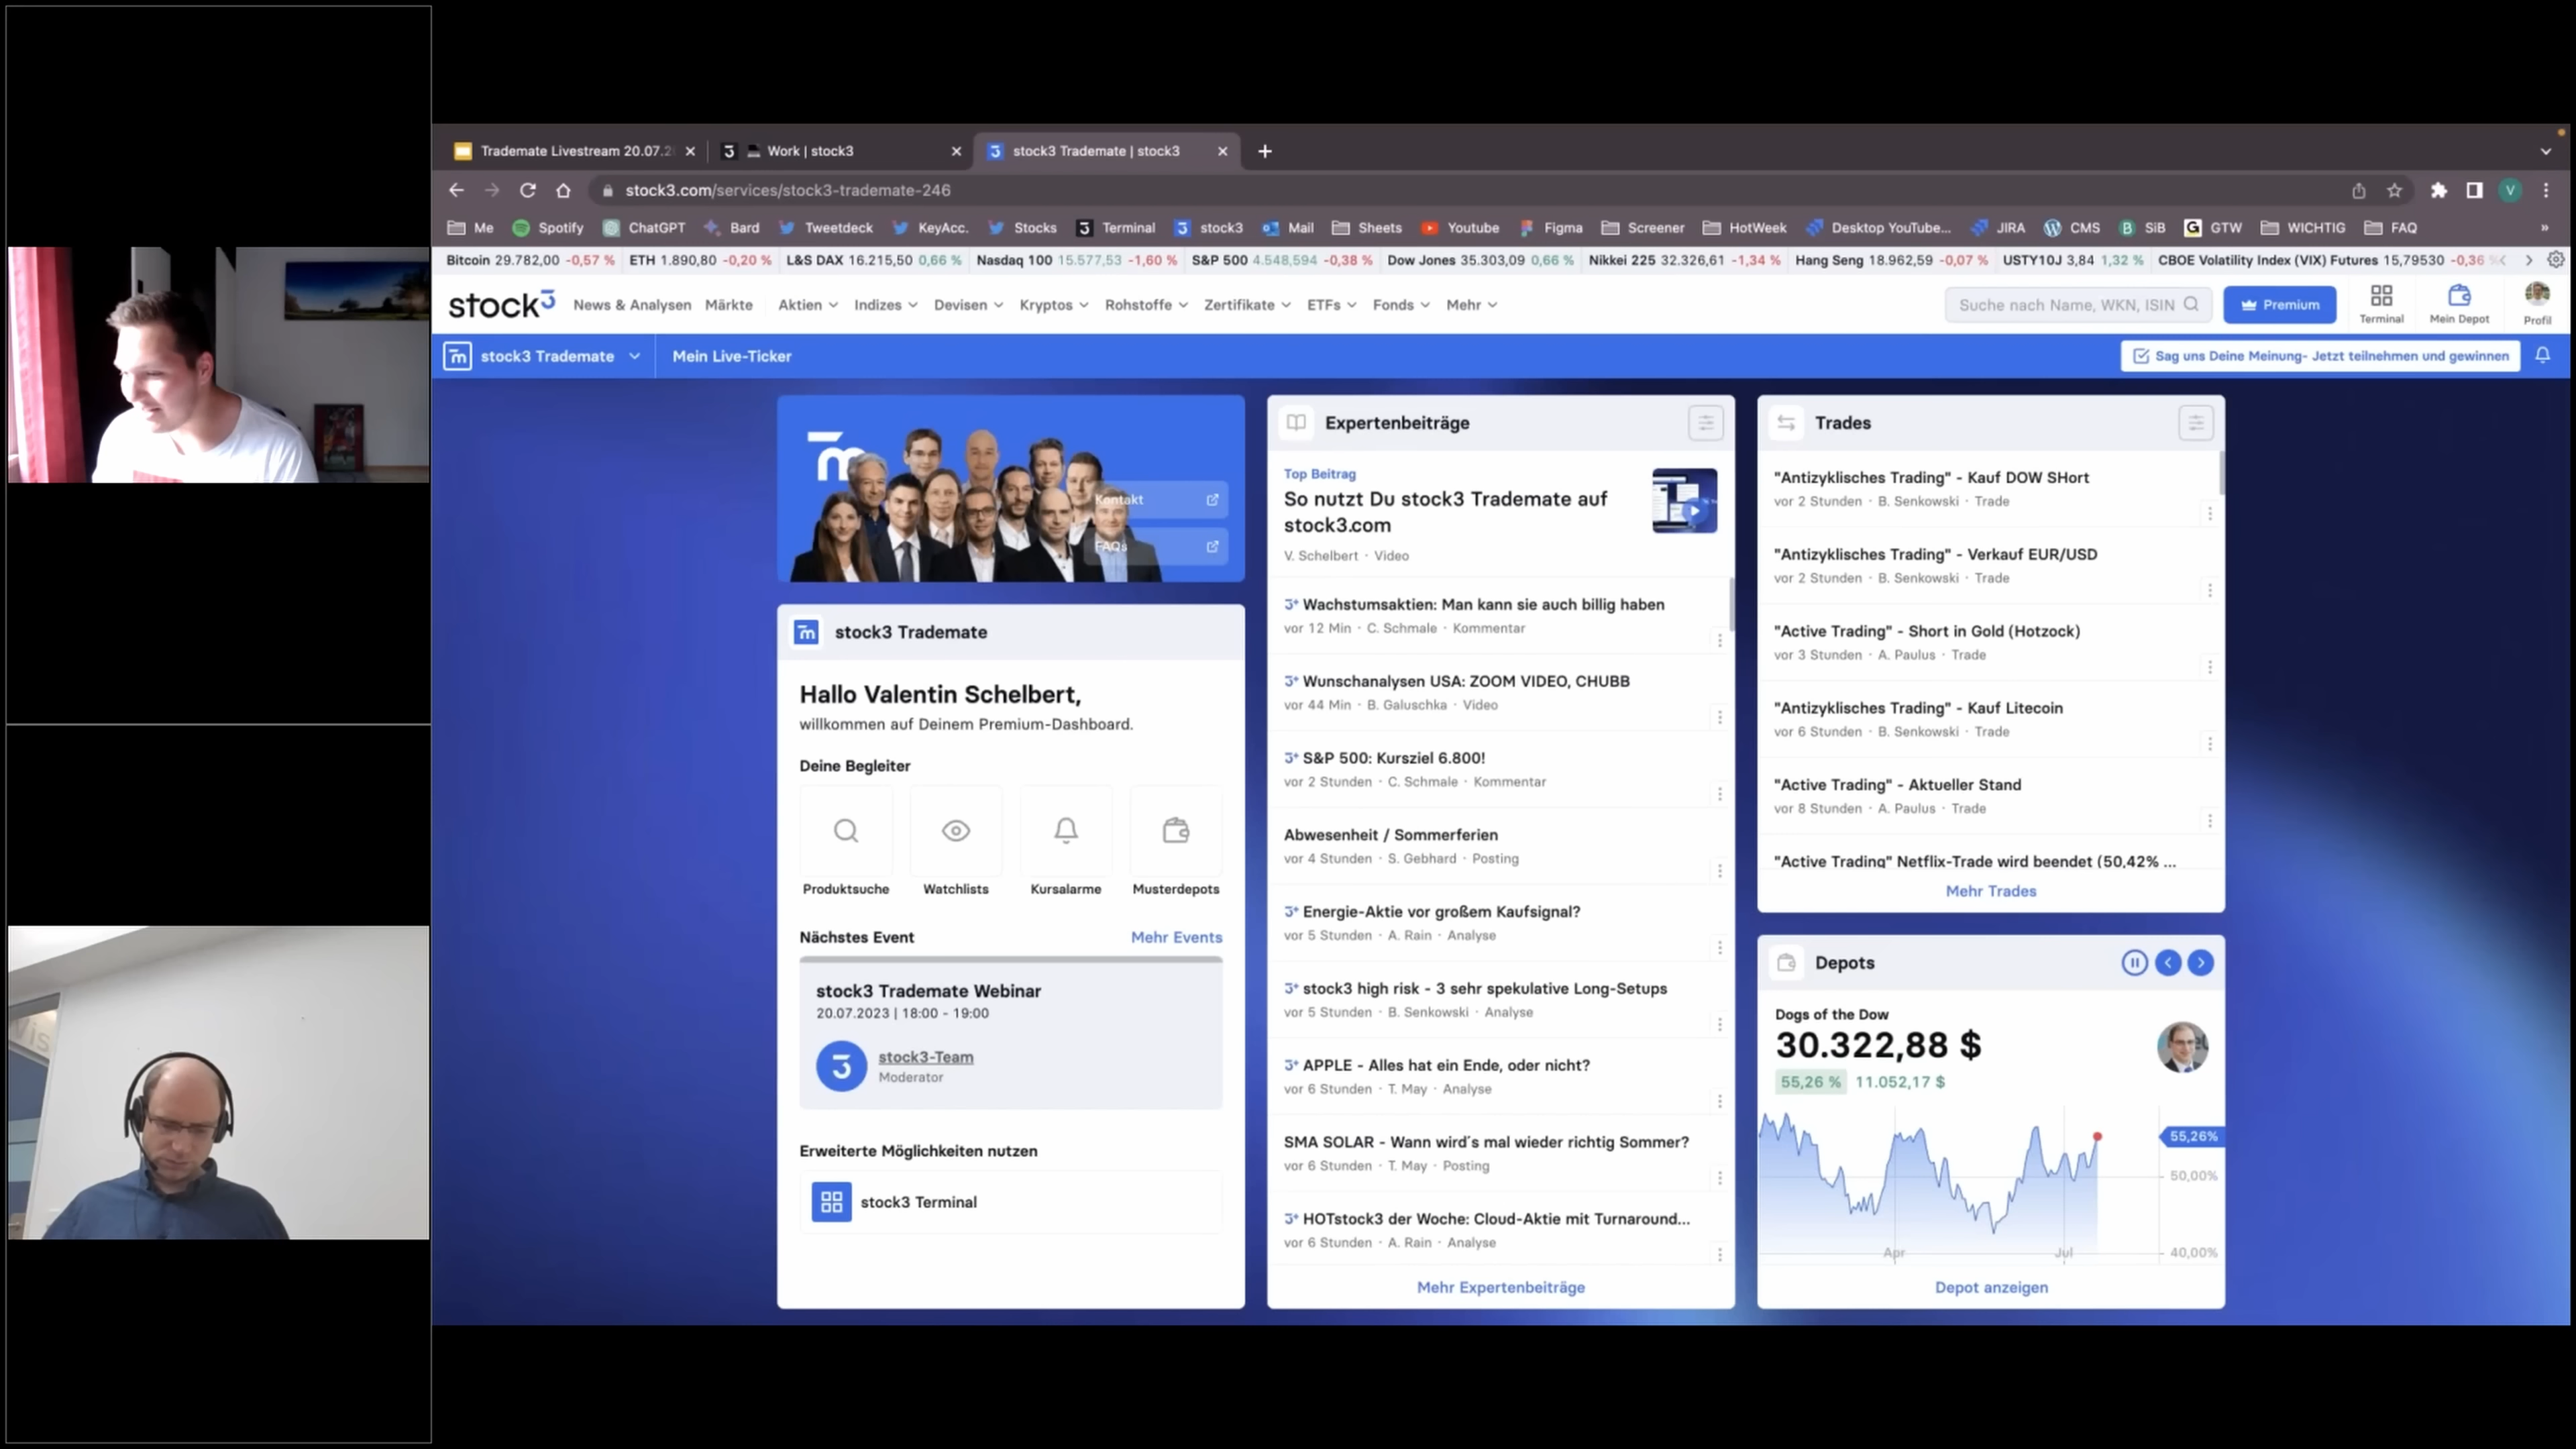 Trademate Livestream 20.07.2
Work | stock3
stock3 Trademate | stock3
stock3.com/services/stock3-trademate-246
V
Me
Spotify
ChatGPT
Bard
Tweetdeck
KeyAcc.
Stocks
Terminal
stock3
Mail
Sheets
Youtube
Figma
Screener
HotWeek
Desktop YouTube...
JIRA
CMS
SiB
GTW
WICHTIG
FAQ
Bitcoin 29.782,00 -0,57 %
ETH 1.890,80 -0,20 %
L&S DAX 16.215,50 0,66 %
Nasdaq 100 15.577,53 -1,60 %
S&P 500 4.548,594 -0,38 %
Dow Jones 35.303,09 0,66 %
Nikkei 225 32.326,61 -1,34 %
Hang Seng 18.962,59 -0,07 %
USTY10J 3,84 1,32 %
CBOE Volatility Index (VIX) Futures 15,79530 -0,36 %
stock3
News & Analysen
Märkte
Aktien
Indizes
Devisen
Kryptos
Rohstoffe
Zertifikate
ETFs
Fonds
Mehr
Suche nach Name, WKN, ISIN
Premium
Terminal
Mein Depot
Profil
stock3 Trademate
Mein Live-Ticker
Sag uns Deine Meinung- Jetzt teilnehmen und gewinnen
Kontakt
FAQs
stock3 Trademate
Hallo Valentin Schelbert,
willkommen auf Deinem Premium-Dashboard.
Deine Begleiter
Produktsuche
Watchlists
Kursalarme
Musterdepots
Nächstes Event
Mehr Events
stock3 Trademate Webinar
20.07.2023 | 18:00 - 19:00
stock3-Team
Moderator
Erweiterte Möglichkeiten nutzen
stock3 Terminal
Expertenbeiträge
Top Beitrag
So nutzt Du stock3 Trademate auf
stock3.com
V. Schelbert · Video
3+ Wachstumsaktien: Man kann sie auch billig haben
vor 12 Min · C. Schmale · Kommentar
3+ Wunschanalysen USA: ZOOM VIDEO, CHUBB
vor 44 Min · B. Galuschka · Video
3+ S&P 500: Kursziel 6.800!
vor 2 Stunden · C. Schmale · Kommentar
Abwesenheit / Sommerferien
vor 4 Stunden · S. Gebhard · Posting
3+ Energie-Aktie vor großem Kaufsignal?
vor 5 Stunden · A. Rain · Analyse
3+ stock3 high risk - 3 sehr spekulative Long-Setups
vor 5 Stunden · B. Senkowski · Analyse
3+ APPLE - Alles hat ein Ende, oder nicht?
vor 6 Stunden · T. May · Analyse
SMA SOLAR - Wann wird´s mal wieder richtig Sommer?
vor 6 Stunden · T. May · Posting
3+ HOTstock3 der Woche: Cloud-Aktie mit Turnaround...
vor 6 Stunden · A. Rain · Analyse
Mehr Expertenbeiträge
Trades
"Antizyklisches Trading" - Kauf DOW SHort
vor 2 Stunden · B. Senkowski · Trade
"Antizyklisches Trading" - Verkauf EUR/USD
vor 2 Stunden · B. Senkowski · Trade
"Active Trading" - Short in Gold (Hotzock)
vor 3 Stunden · A. Paulus · Trade
"Antizyklisches Trading" - Kauf Litecoin
vor 6 Stunden · B. Senkowski · Trade
"Active Trading" - Aktueller Stand
vor 8 Stunden · A. Paulus · Trade
"Active Trading" Netflix-Trade wird beendet (50,42% ...
Mehr Trades
Depots
Dogs of the Dow
30.322,88 $
55,26 % 11.052,17 $
55,26%
50,00%
40,00%
Apr
Jul
Depot anzeigen